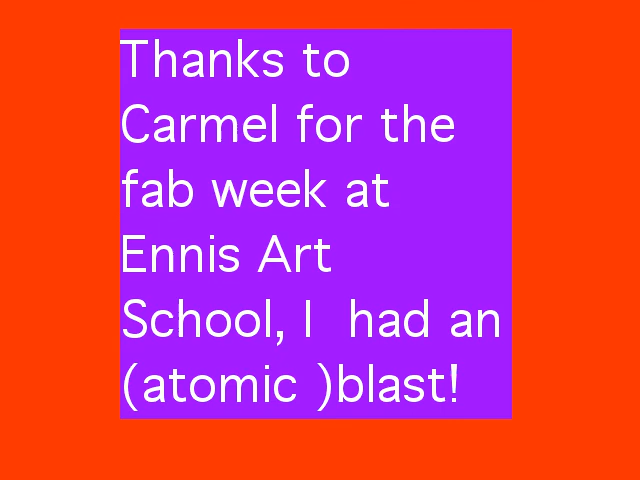 Thanks to
Carmel for the
fab week at
Ennis Art
School, I  had an
(atomic )blast!